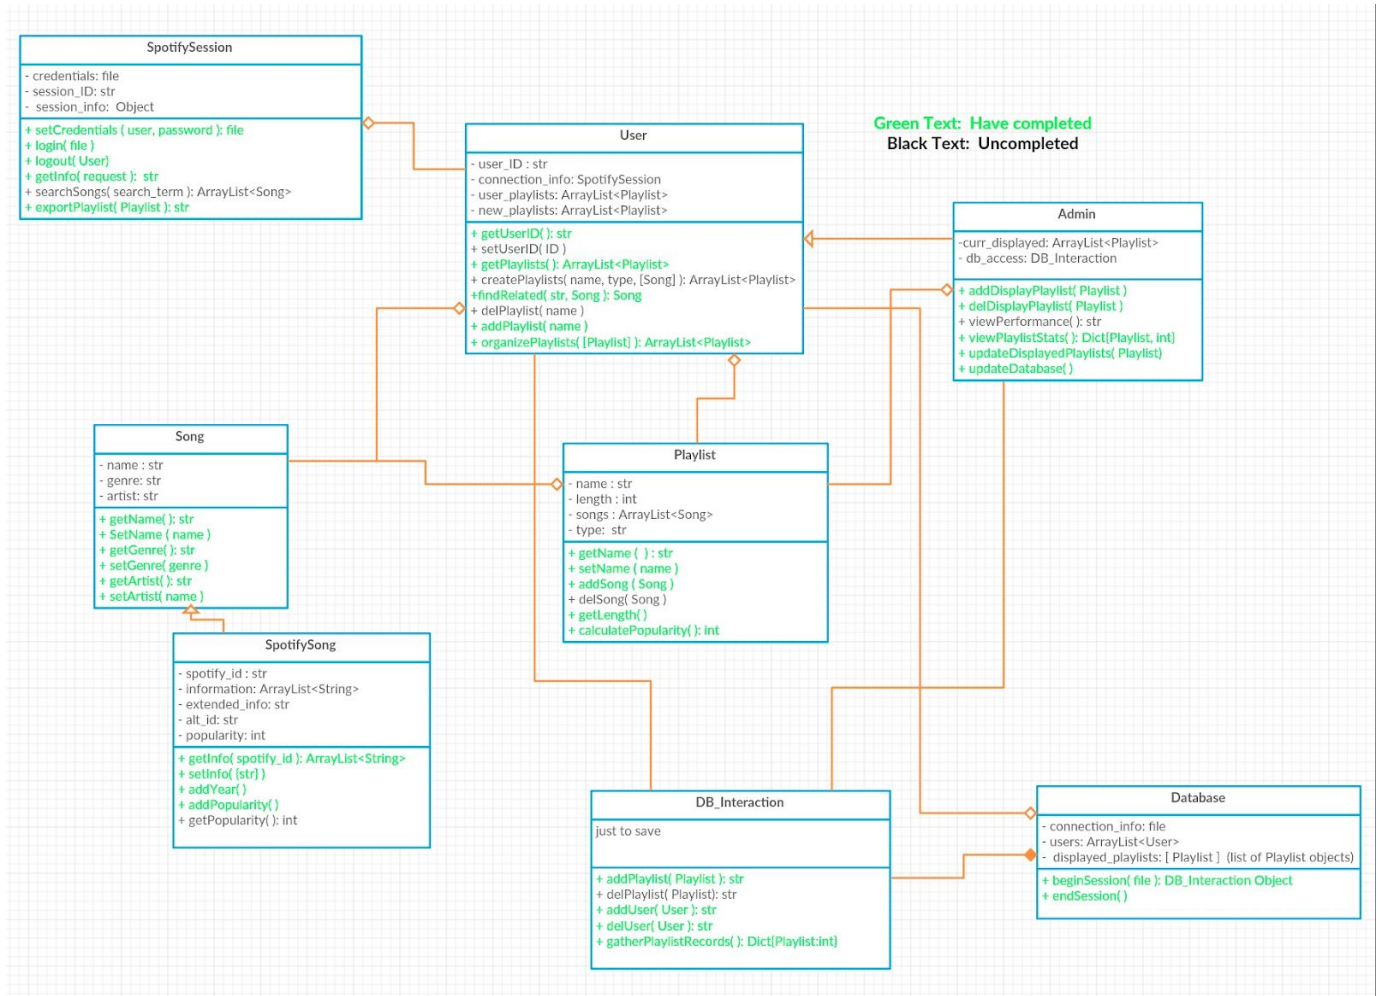 SpotifySession
- credentials: file
- session_ID: str
- session_info: Object
+ setCredentials ( user, password ): file
+ login( file )
+ logout( User)
+ getInfo( request ): str
+ searchSongs( search_term ): ArrayList<Song>
+ exportPlaylist( Playlist ): str
User
- user_ID : str
- connection_info: SpotifySession
- user_playlists: ArrayList<Playlist>
- new_playlists: ArrayList<Playlist>
+ getUserID( ): str
+ setUserID( ID )
+ getPlaylists( ): ArrayList<Playlist>
+ createPlaylists( name, type, [Song] ): ArrayList<Playlist>
+findRelated( str, Song ): Song
+ delPlaylist( name )
+ addPlaylist( name )
+ organizePlaylists( [Playlist] ): ArrayList<Playlist>
Green Text: Have completed
Black Text: Uncompleted
Admin
-curr_displayed: ArrayList<Playlist>
- db_access: DB_Interaction
+ addDisplayPlaylist( Playlist )
+ delDisplayPlaylist( Playlist )
+ viewPerformance( ): str
+ viewPlaylistStats( ): Dict[Playlist, int]
+ updateDisplayedPlaylists( Playlist)
+ updateDatabase( )
Song
- name : str
- genre: str
- artist: str
+ getName( ): str
+ SetName ( name )
+ getGenre( ): str
+ setGenre( genre )
+ getArtist( ): str
+ setArtist( name )
Playlist
- name : str
- length : int
- songs : ArrayList<Song>
- type: str
+ getName ( ) : str
+ setName ( name )
+ addSong ( Song )
+ delSong( Song )
+ getLength( )
+ calculatePopularity( ): int
SpotifySong
- spotify_id : str
- information: ArrayList<String>
- extended_info: str
- alt_id: str
- popularity: int
+ getInfo( spotify_id ): ArrayList<String>
+ setInfo( [str] )
+ addYear( )
+ addPopularity( )
+ getPopularity( ): int
DB_Interaction
just to save
+ addPlaylist( Playlist ): str
+ delPlaylist( Playlist): str
+ addUser( User ): str
+ delUser( User ): str
+ gatherPlaylistRecords( ): Dict[Playlist:int]
Database
- connection_info: file
- users: ArrayList<User>
- displayed_playlists: [ Playlist ] (list of Playlist objects)
+ beginSession( file ): DB_Interaction Object
+ endSession( )